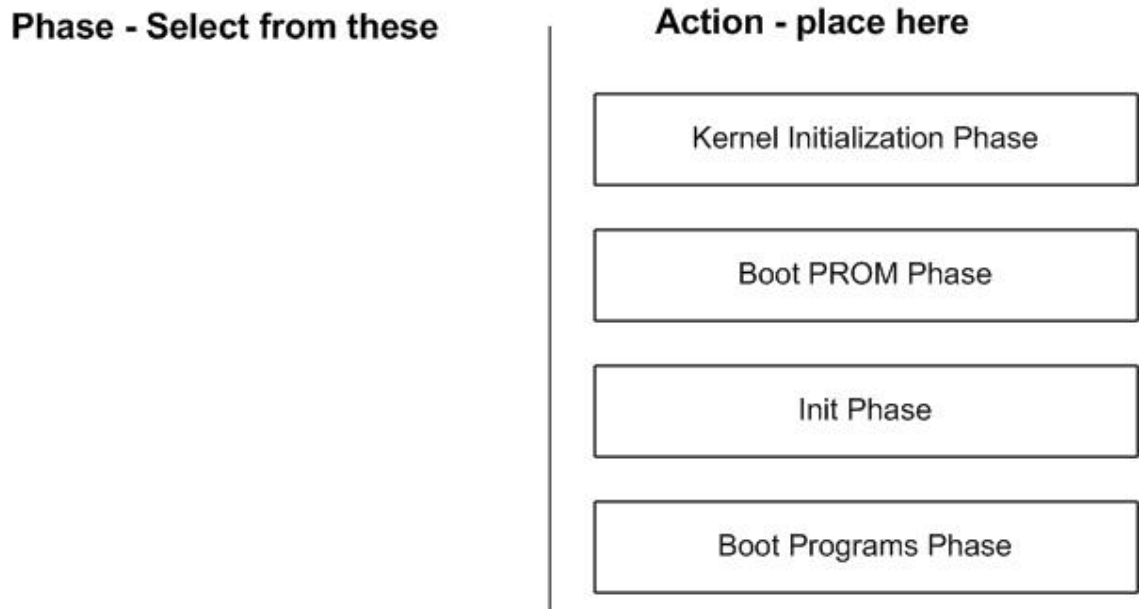 Phase - Select from these
Action - place here
Kernel Initialization Phase
Boot PROM Phase
Init Phase
Boot Programs Phase